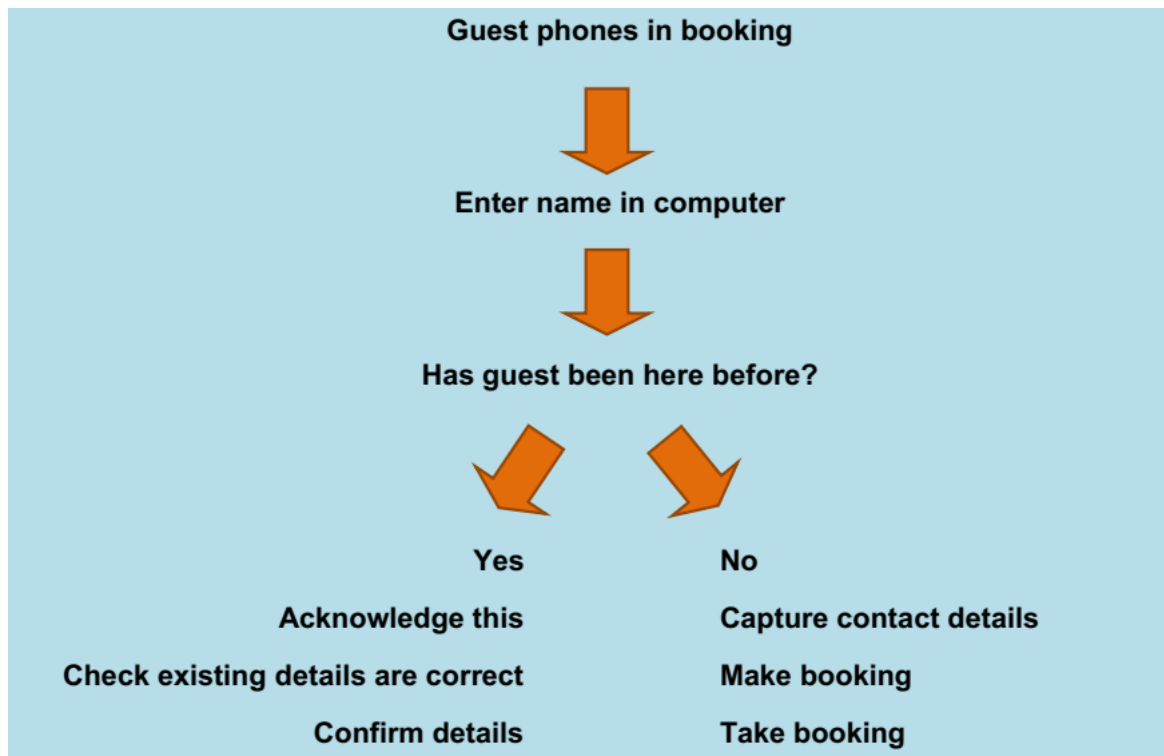 Guest phones in booking
Enter name in computer
Has guest been here before?
Yes
Acknowledge this
Check existing details are correct
Confirm details
No
Capture contact details
Make booking
Take booking